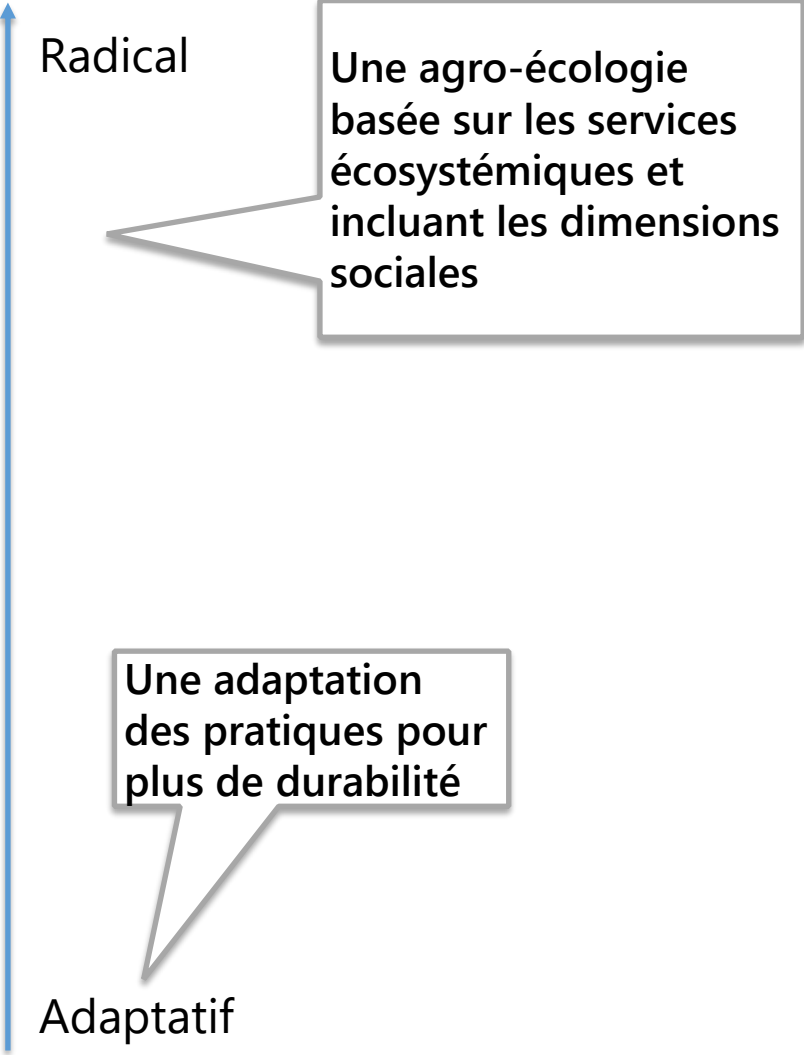 Radical
Une agro-écologie
basée sur les services
écosystémiques et
incluant les dimensions
sociales
Une adaptation
des pratiques pour
plus de durabilité
Adaptatif